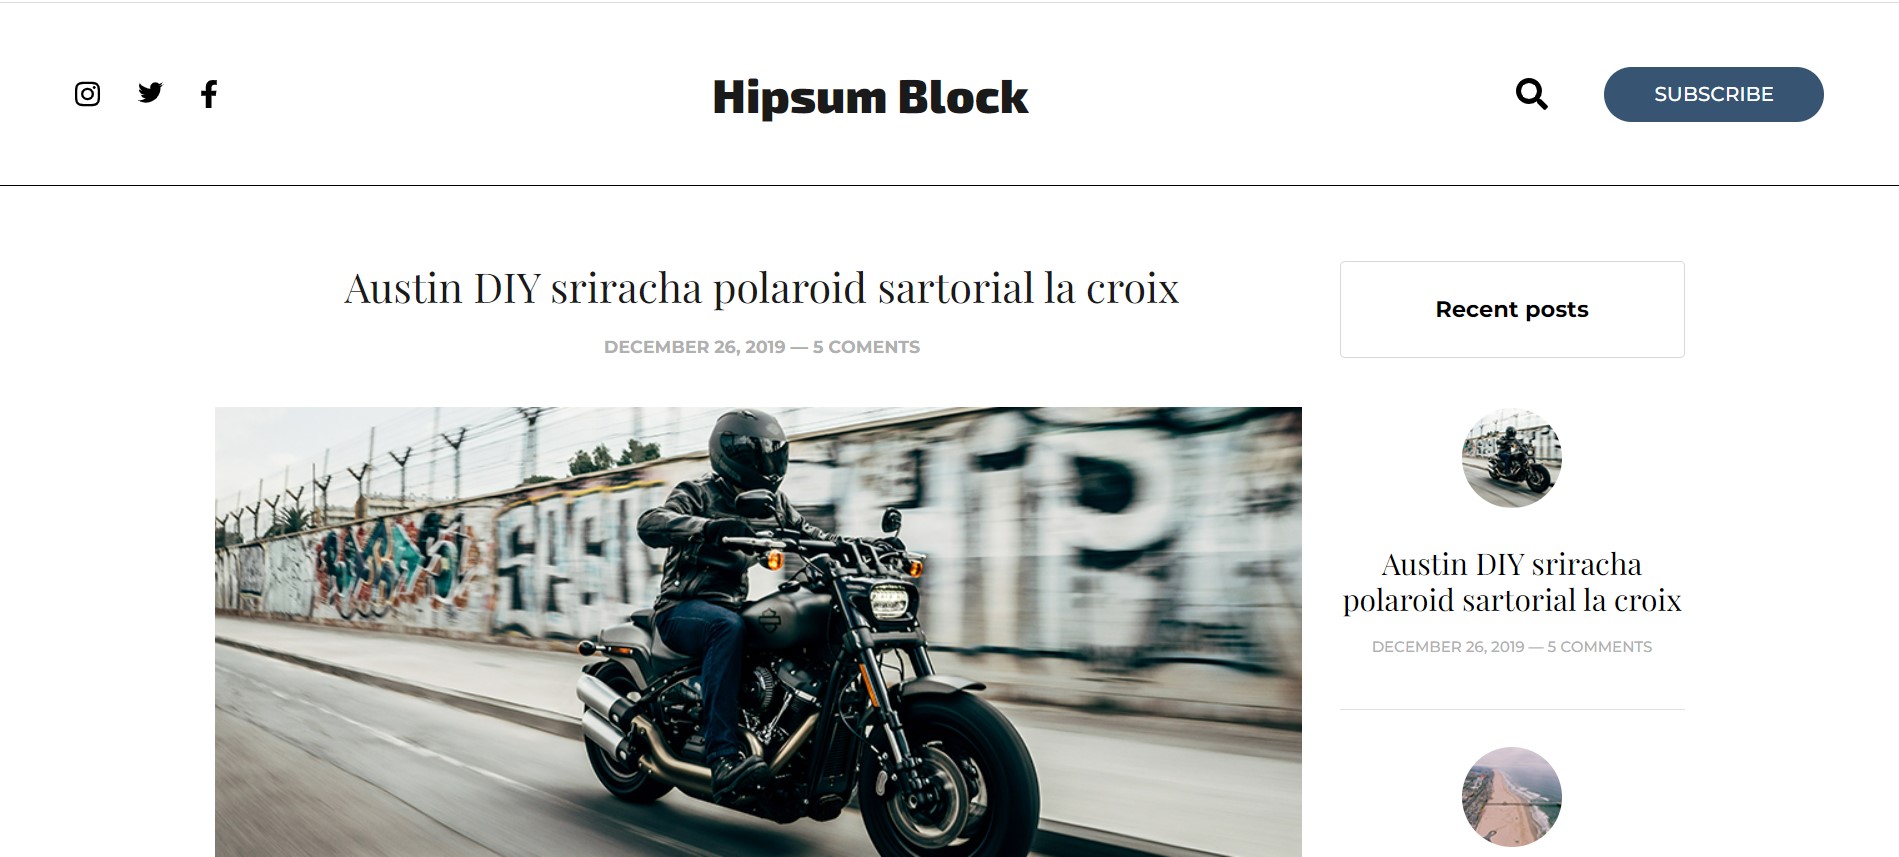 Hipsum Block
SUBSCRIBE
Austin DIY sriracha polaroid sartorial la croix
DECEMBER 26, 2019 — 5 COMENTS
Recent posts
Austin DIY sriracha
polaroid sartorial la croix
DECEMBER 26, 2019 — 5 COMMENTS